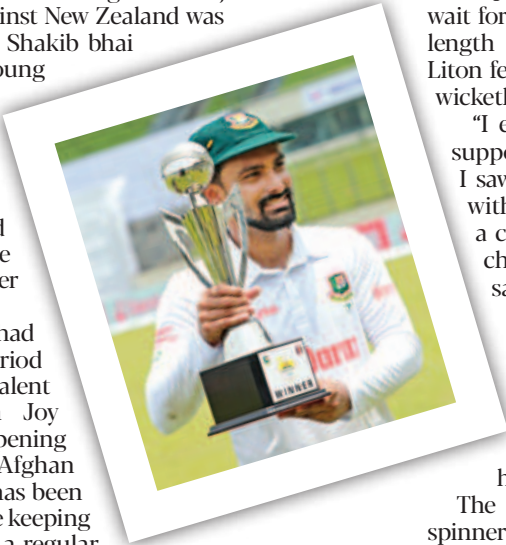 inst New Zealand was
Shakib bhai
oung
d
e
er
had
riod
alent
Joy
pening
Afghan
has been
e keeping
a regular
WINNER
wait for
length
Liton fe
wicketl
“I e
suppo
I saw
with
a c
ch
sa
h
The
spinner